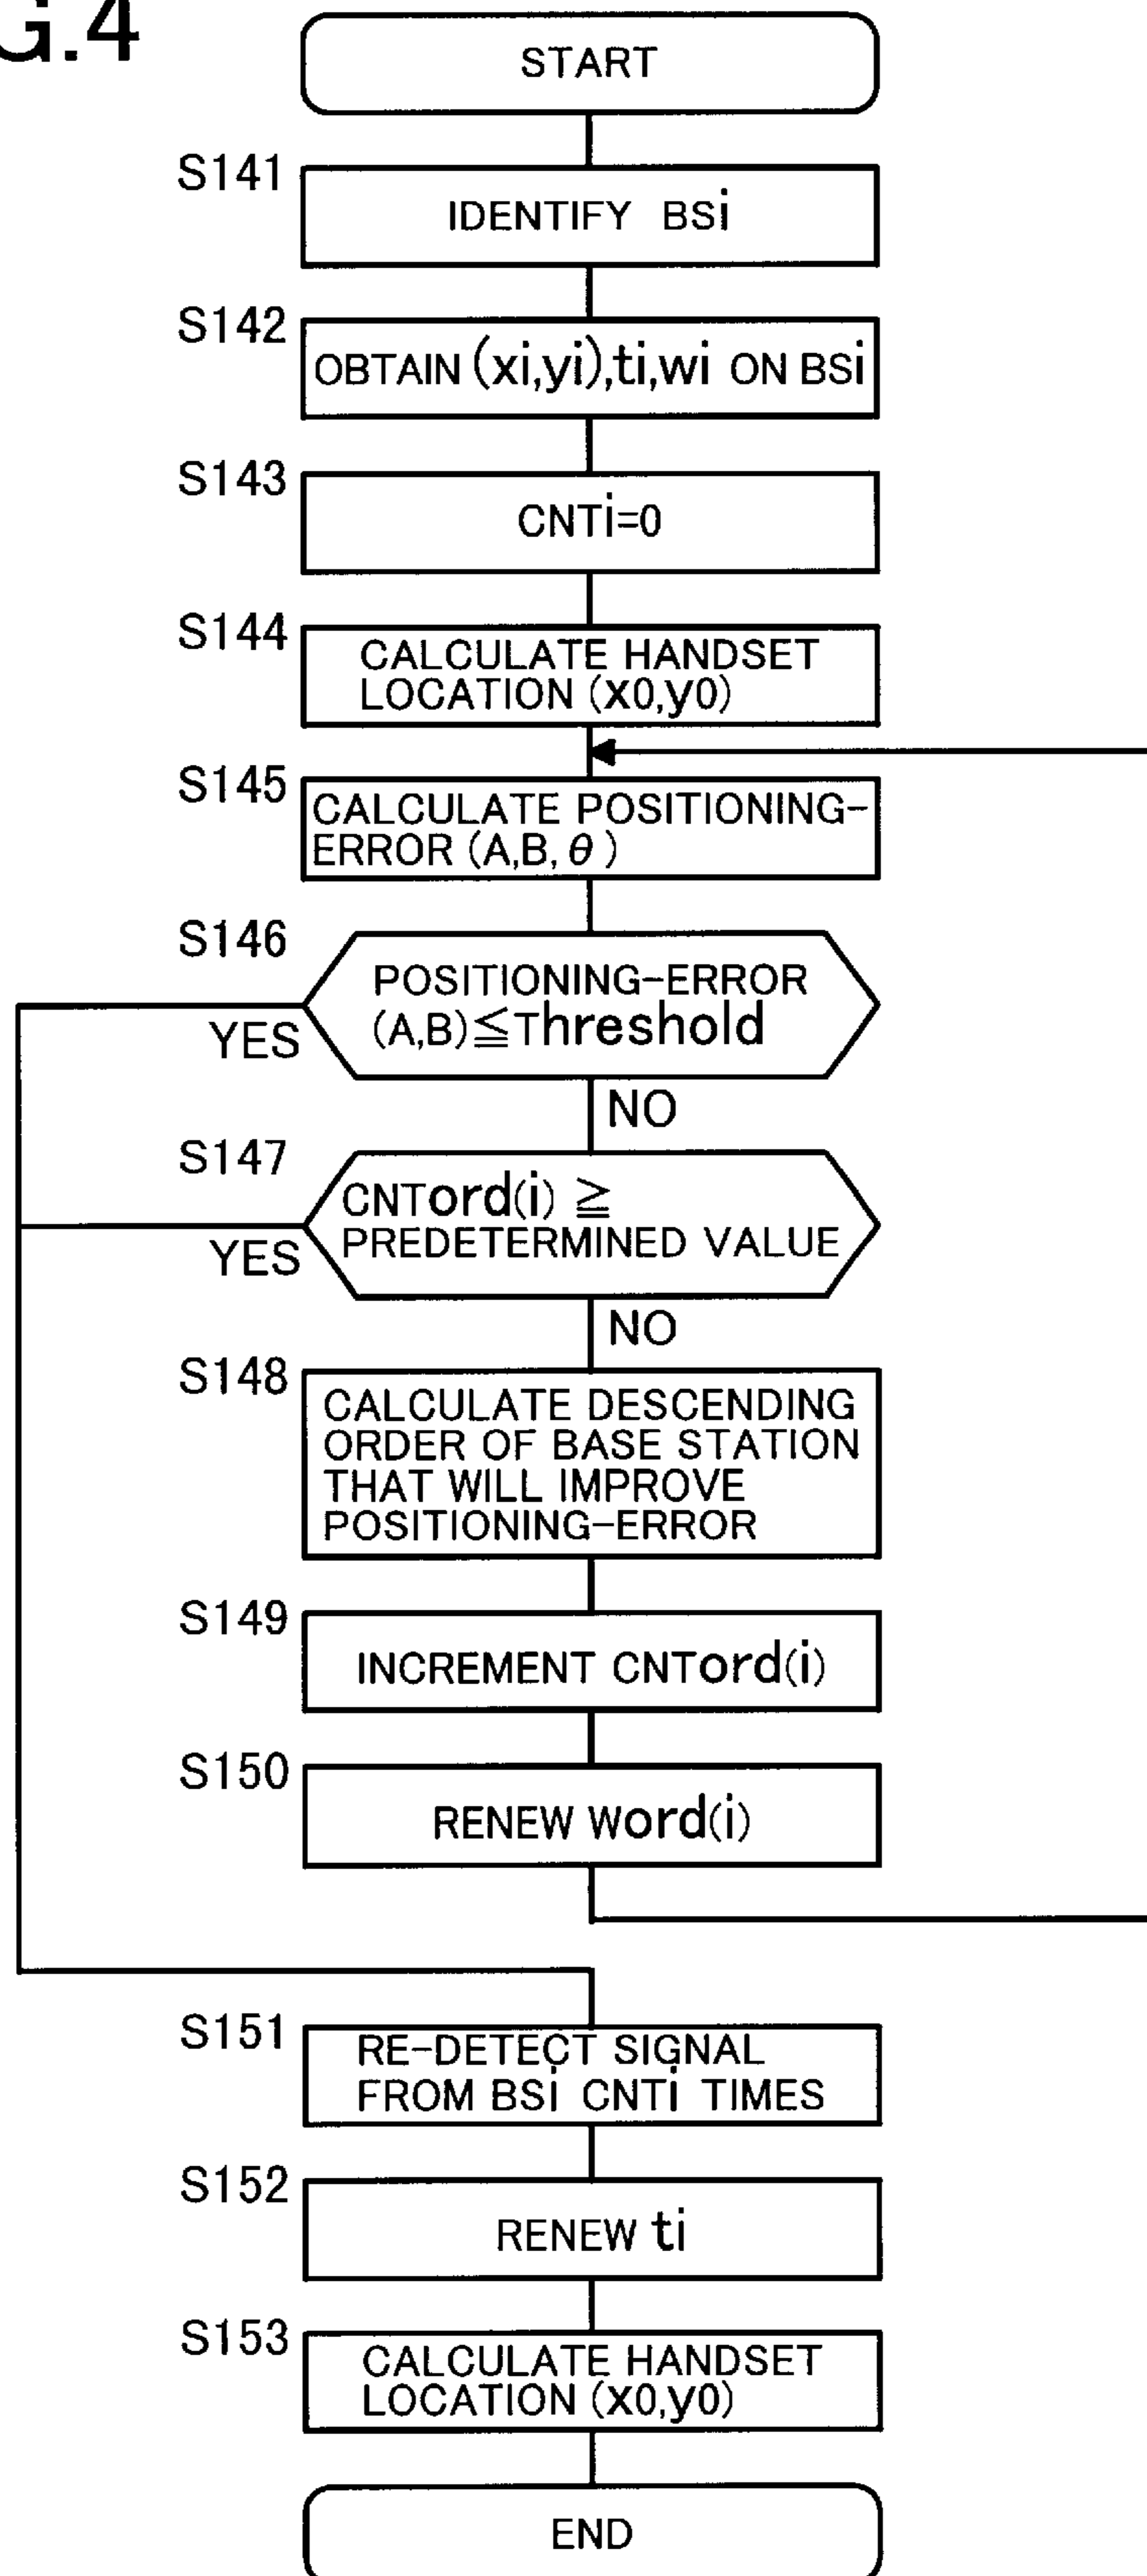 G.4
START
S141
IDENTIFY BSi
S142
OBTAIN (xi,yi),ti,wi ON BSi
S143
CNTi=0
S144
CALCULATE HANDSET
LOCATION (x0,y0)
S145
CALCULATE POSITIONING-
ERROR (A,B,θ)
S146
POSITIONING-ERROR
(A,B)≦Threshold
YES
NO
S147
CNTord(i) ≧
PREDETERMINED VALUE
YES
NO
S148
CALCULATE DESCENDING
ORDER OF BASE STATION
THAT WILL IMPROVE
POSITIONING-ERROR
S149
INCREMENT CNTord(i)
S150
RENEW Word(i)
S151
RE-DETECT SIGNAL
FROM BSi CNTi TIMES
S152
RENEW ti
S153
CALCULATE HANDSET
LOCATION (x0,y0)
END